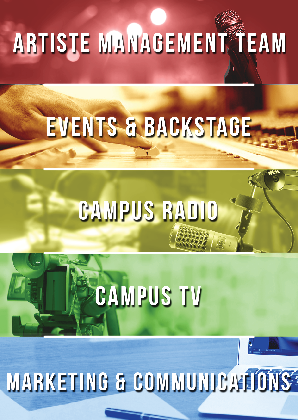 ARTISTE MANAGEMENT TEAM
EVENTS & BACKSTAGE
CAMPUS RADIO
CAMPUS TV
MARKETING & COMMUNICATIONS